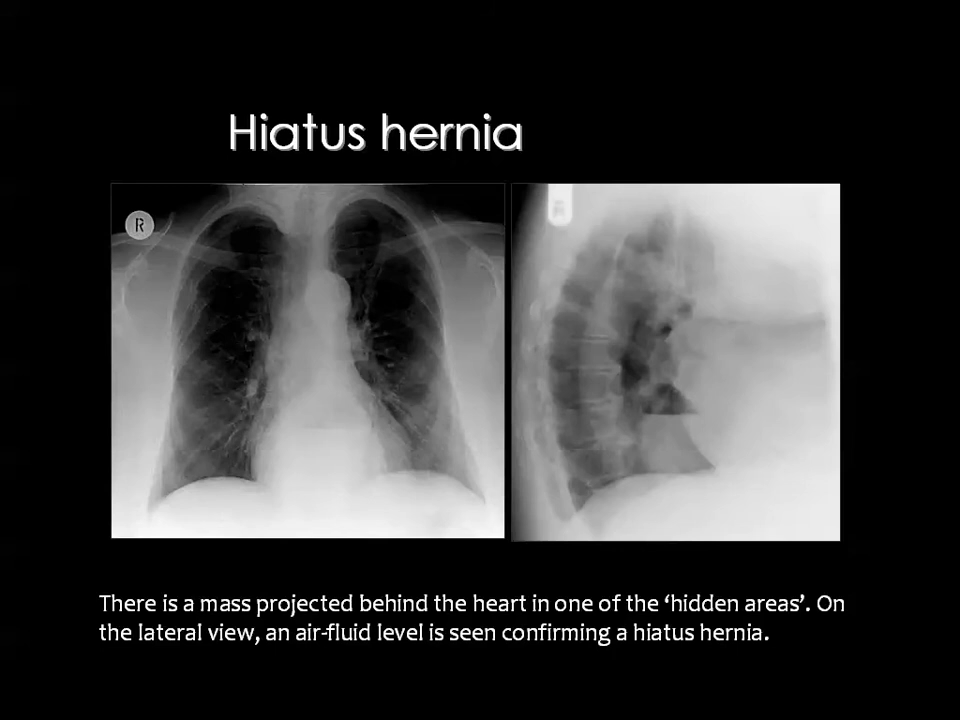 Hiatus hernia
R
There is a mass projected behind the heart in one of the ‘hidden areas’. On
the lateral view, an air-fluid level is seen confirming a hiatus hernia.